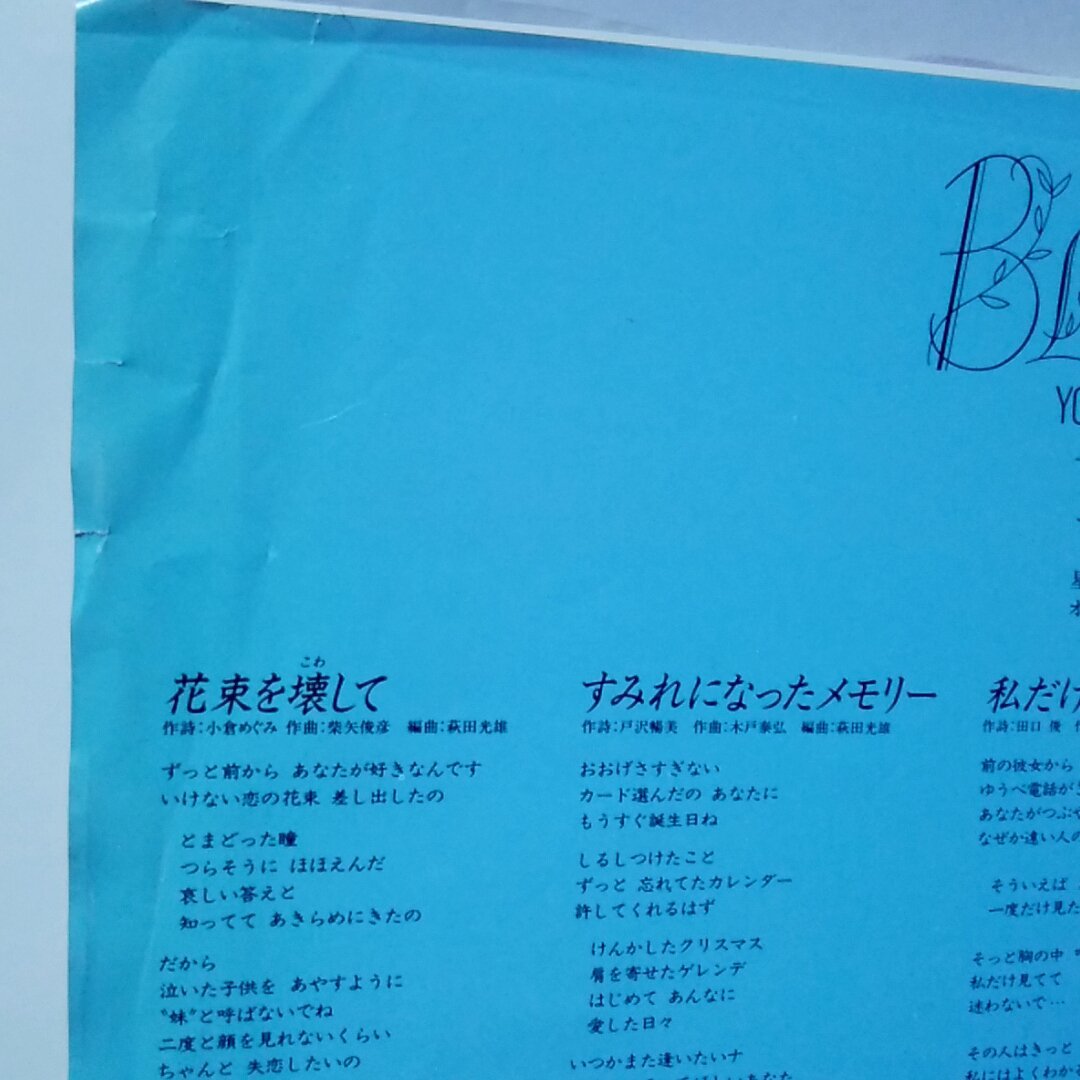 BL
YO
こわ
花束を壊して
作詩：小倉めぐみ 作曲：柴矢俊彦 編曲：萩田光雄
ずっと前から あなたが好きなんです
いけない恋の花束 差し出したの
とまどった瞳
つらそうに ほほえんだ
哀しい答えと
知ってて あきらめにきたの
だから
泣いた子供を あやすように
“妹”と呼ばないでね
二度と顔を見れないくらい
ちゃんと 失恋したいの
すみれになったメモリー
作詩：戸沢暢美 作曲：木戸泰弘 編曲：萩田光雄
おおげさすぎない
カード選んだの あなたに
もうすぐ誕生日ね
しるしつけたこと
ずっと 忘れてたカレンダー
許してくれるはず
けんかしたクリスマス
肩を寄せたゲレンデ
はじめて あんなに
愛した日々
いつかまた逢いたいナ
私だけ
作詩：田口 俊
前の彼女から
ゆうべ電話が
あなたがつぶや
なぜか遠い人の
そういえば
一度だけ見た
そっと胸の中
私だけ見てて
迷わないで…
その人はきっと
私にはよくわか